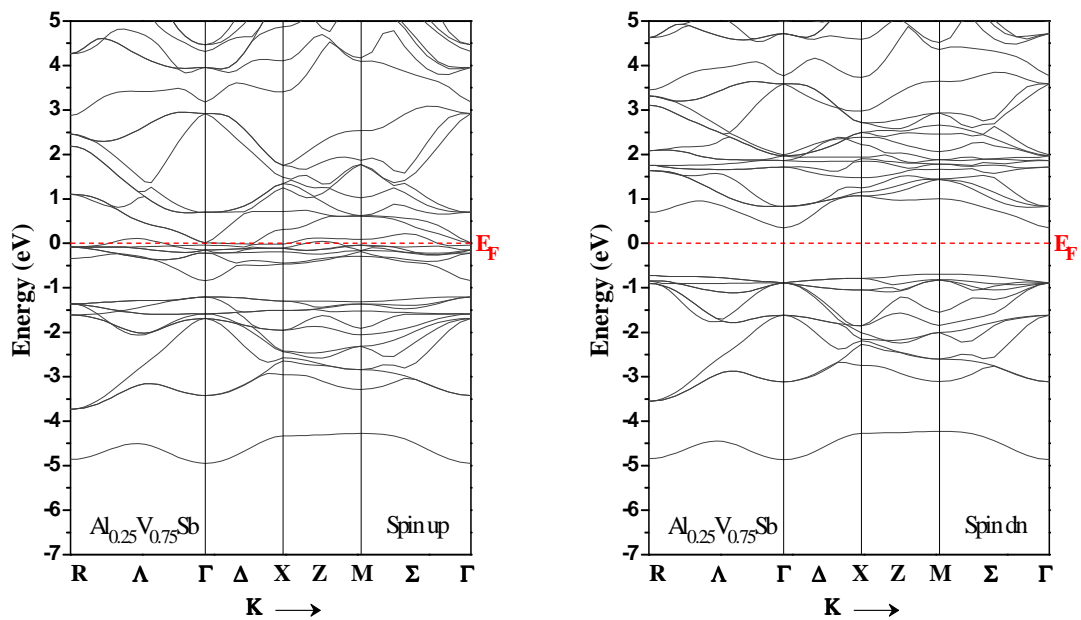 5
4
3
2
1
0
-1
-2
-3
-4
-5
-6
-7
Energy (eV)
E_F
Al0.25V0.75Sb
Spin up
R Λ Γ Δ X Z M Σ Γ
K
5
4
3
2
1
0
-1
-2
-3
-4
-5
-6
-7
Energy (eV)
E_F
Al0.25V0.75Sb
Spin dn
R Λ Γ Δ X Z M Σ Γ
K